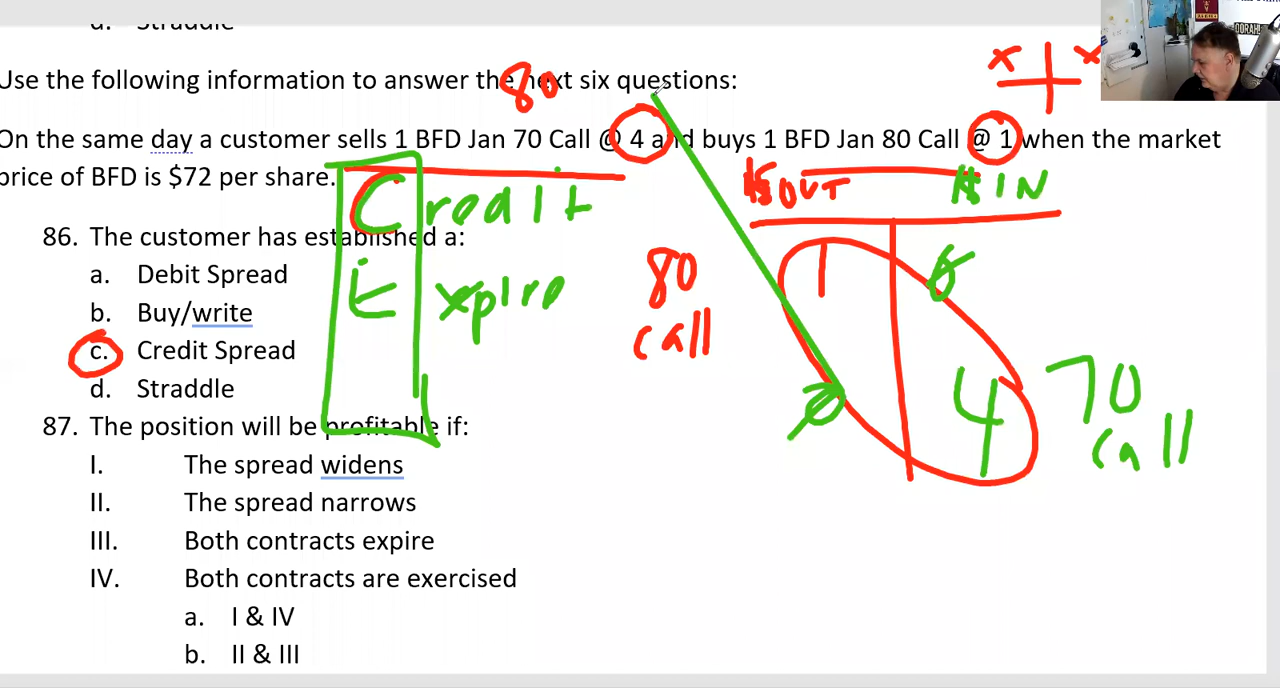 d. Straddle
Use the following information to answer the next six questions:
80
On the same day a customer sells 1 BFD Jan 70 Call @ 4 and buys 1 BFD Jan 80 Call @ 1 when the market
price of BFD is $72 per share.
$ OUT $ IN
Credit
86. The customer has established a:
a. Debit Spread
Expire
b. Buy/write
c. Credit Spread
d. Straddle
80
call
1
4
70
call
87. The position will be profitable if:
I. The spread widens
II. The spread narrows
III. Both contracts expire
IV. Both contracts are exercised
a. I & IV
b. II & III
OORAH!